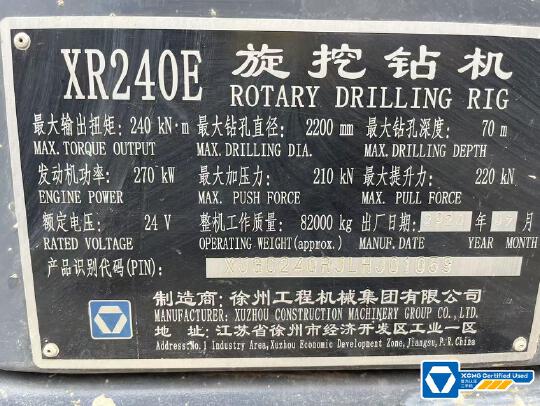 XR240E 旋挖钻机
ROTARY DRILLING RIG
最大输出扭矩: 240 kN·m 最大钻孔直径: 2200 mm 最大钻孔深度: 70 m
MAX. TORQUE OUTPUT MAX. DRILLING DIA. MAX. DRILLING DEPTH
发动机功率: 270 kW 最大加压力: 210 kN 最大提升力: 220 kN
ENGINE POWER MAX. PUSH FORCE MAX. PULL FORCE
额定电压: 24 V 整机工作质量: 82000 kg 出厂日期: 年 月
RATED VOLTAGE OPERATING WEIGHT(approx.) MANUF. DATE YEAR MONTH
产品识别代码(PIN):
制造商: 徐州工程机械集团有限公司
MANUFACTURER: XUZHOU CONSTRUCTION MACHINERY GROUP CO., LTD
地 址: 江苏省徐州市经济开发区工业一区
Address:No.1 Industry Area,Xuzhou Economic Development Zone,Jiangsu,P.R.China
XCMG Certified Used